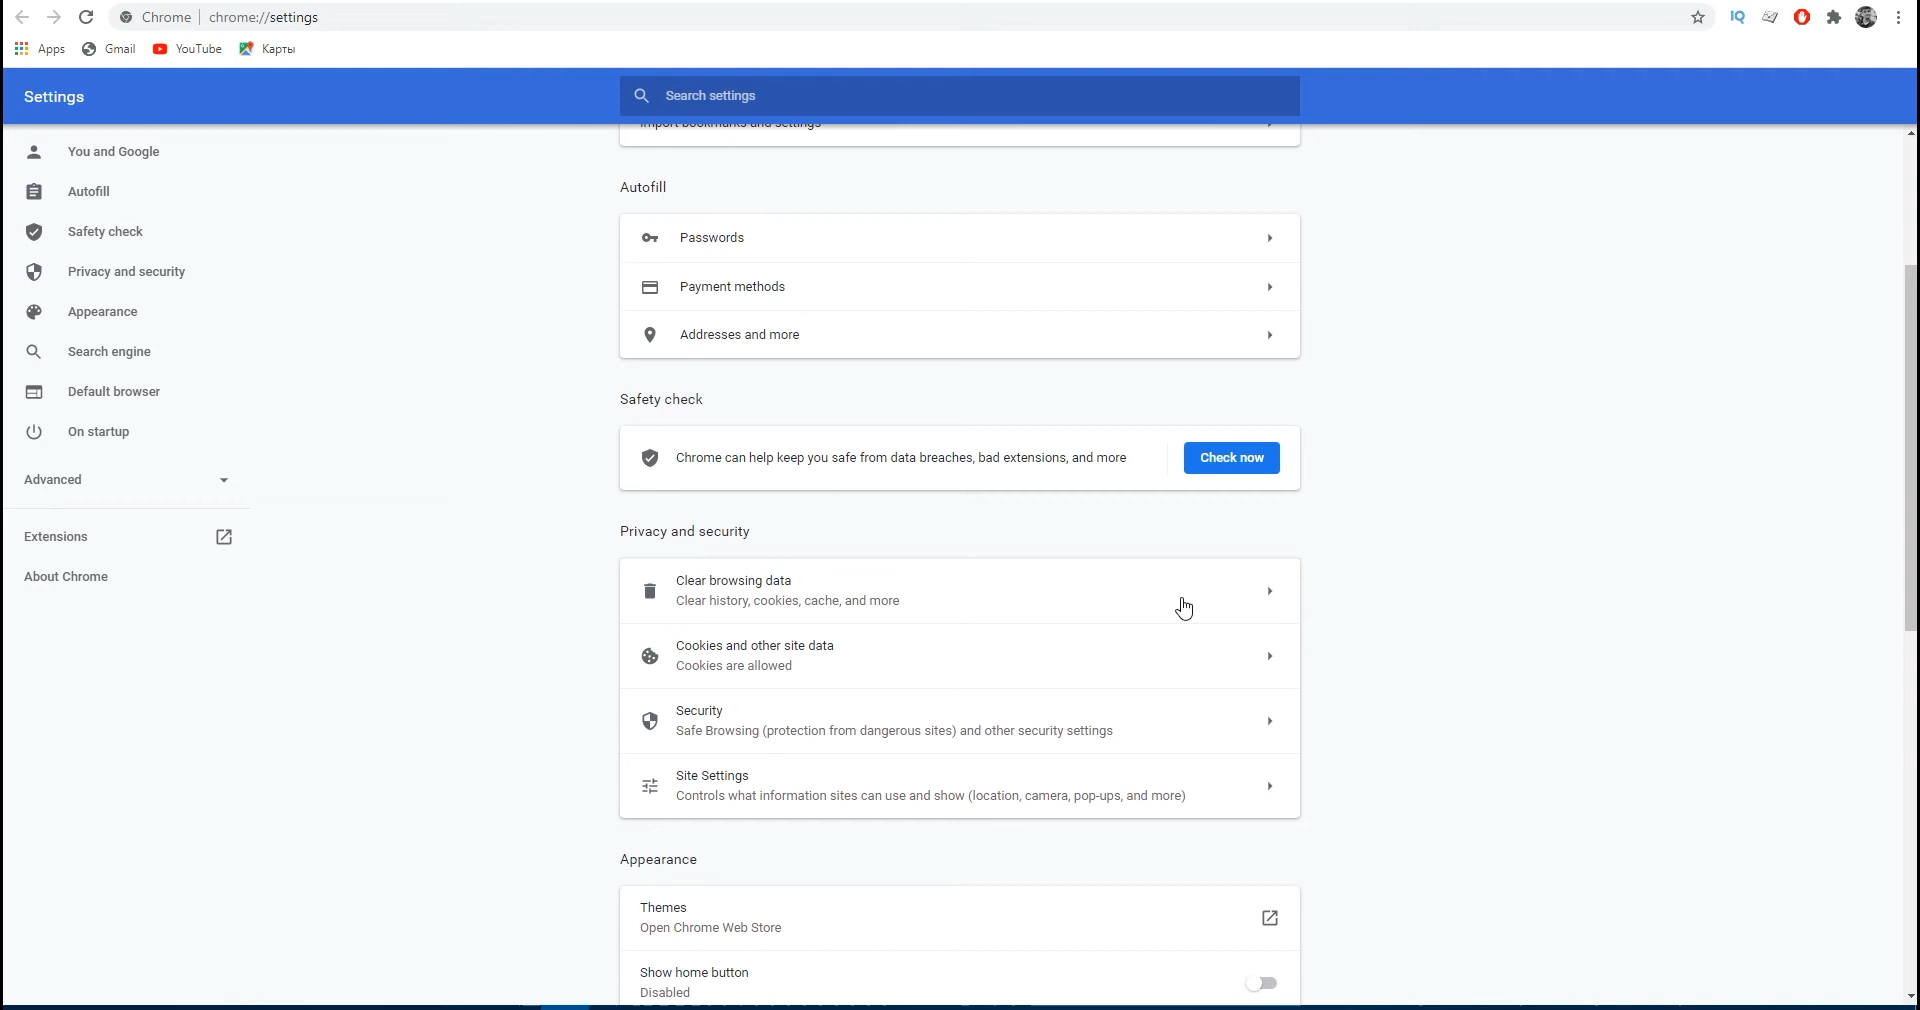 Chrome | chrome://settings
IQ
Apps Gmail YouTube Карты
Settings
Search settings
Import bookmarks and settings
You and Google
Autofill
Safety check
Privacy and security
Appearance
Search engine
Default browser
On startup
Advanced
Extensions
About Chrome
Autofill
Passwords
Payment methods
Addresses and more
Safety check
Chrome can help keep you safe from data breaches, bad extensions, and more
Check now
Privacy and security
Clear browsing data
Clear history, cookies, cache, and more
Cookies and other site data
Cookies are allowed
Security
Safe Browsing (protection from dangerous sites) and other security settings
Site Settings
Controls what information sites can use and show (location, camera, pop-ups, and more)
Appearance
Themes
Open Chrome Web Store
Show home button
Disabled